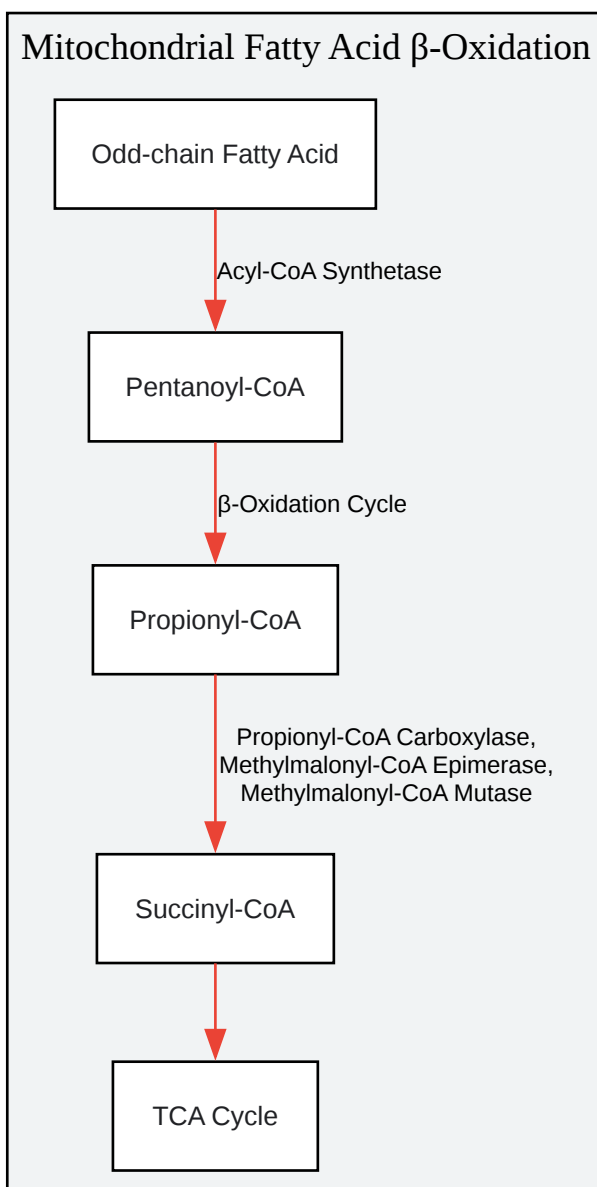 Mitochondrial Fatty Acid β-Oxidation
Odd-chain Fatty Acid
Acyl-CoA Synthetase
Pentanoyl-CoA
β-Oxidation Cycle
Propionyl-CoA
Propionyl-CoA Carboxylase,
Methylmalonyl-CoA Epimerase,
Methylmalonyl-CoA Mutase
Succinyl-CoA
TCA Cycle